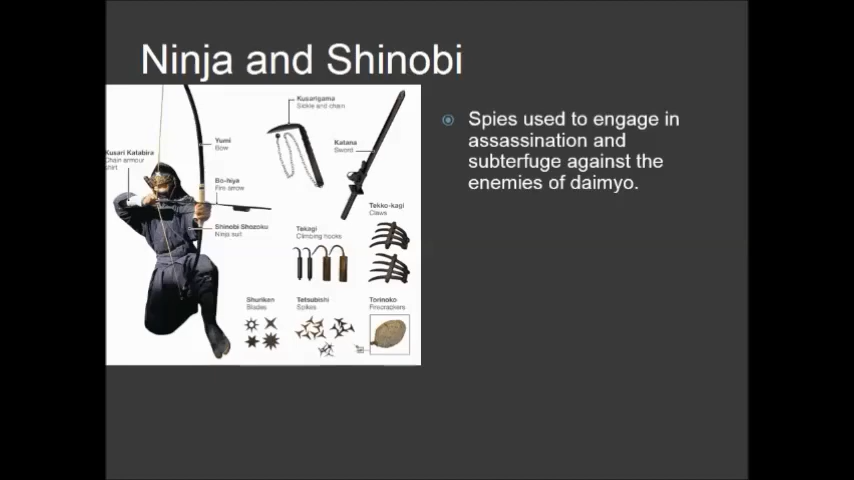 Ninja and Shinobi
Spies used to engage in
assassination and
subterfuge against the
enemies of daimyo.
Kusarigama
Sickle and chain
Kusari Katabira
Chain armour
shirt
Yumi
Bow
Katana
Sword
Bo-hiya
Fire arrow
Tekko-kagi
Claws
Shinobi Shozoku
Ninja suit
Tekagi
Climbing hooks
Shuriken
Blades
Tetsubishi
Spikes
Torinoko
Firecrackers